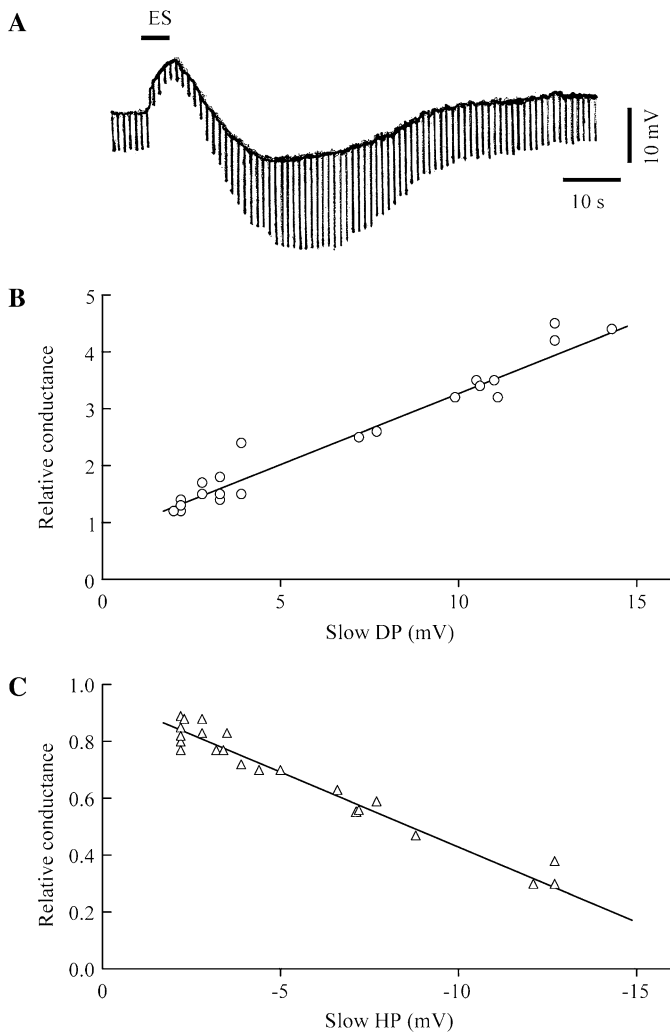 A
ES
10 mV
10 s
B
5
4
3
2
1
0
Relative conductance
0 5 10 15
Slow DP (mV)
C
1.0
0.8
0.6
0.4
0.2
0.0
Relative conductance
0 -5 -10 -15
Slow HP (mV)